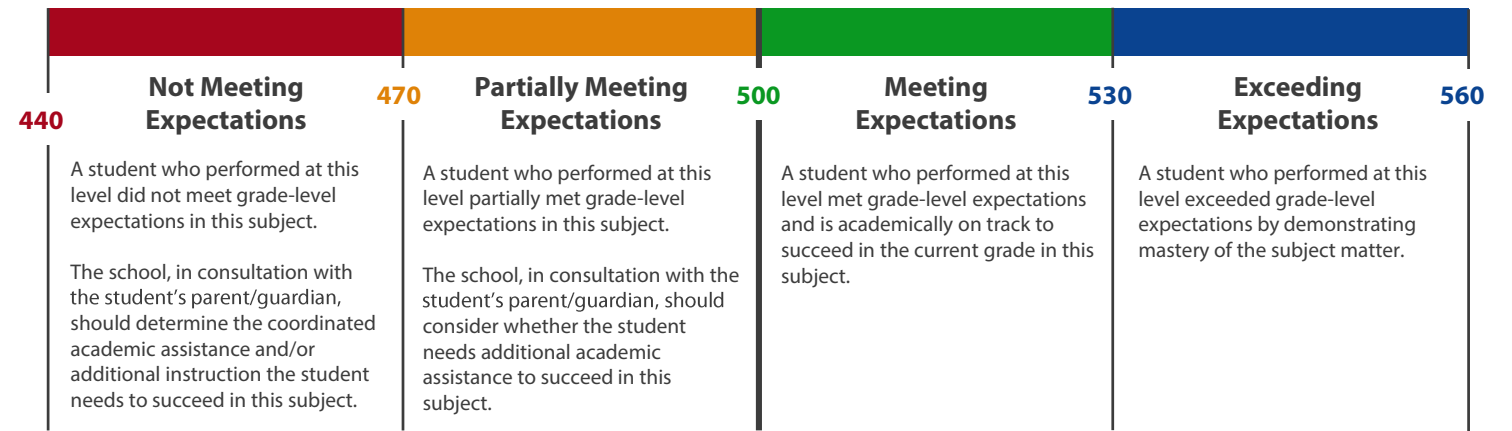 440
Not Meeting
Expectations
A student who performed at this
level did not meet grade-level
expectations in this subject.
The school, in consultation with
the student’s parent/guardian,
should determine the coordinated
academic assistance and/or
additional instruction the student
needs to succeed in this subject.
470
Partially Meeting
Expectations
A student who performed at this
level partially met grade-level
expectations in this subject.
The school, in consultation with the
student’s parent/guardian, should
consider whether the student
needs additional academic
assistance to succeed in this
subject.
500
Meeting
Expectations
A student who performed at this
level met grade-level expectations
and is academically on track to
succeed in the current grade in this
subject.
530
Exceeding
Expectations
A student who performed at this
level exceeded grade-level
expectations by demonstrating
mastery of the subject matter.
560